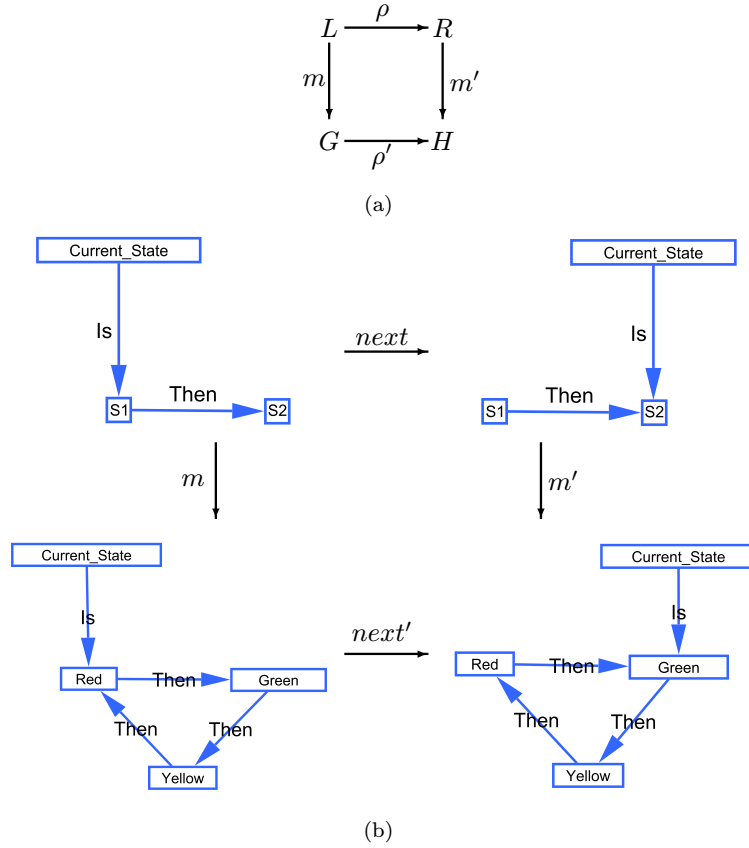 ρ
L R
m m′
G H
ρ′
(a)
Current_State Current_State
Is Is
next
Then Then
S1 S2 S1 S2
m m′
Current_State Current_State
Is Is
next′
Red Then Green Red Then Green
Then Then Then Then
Yellow Yellow
(b)